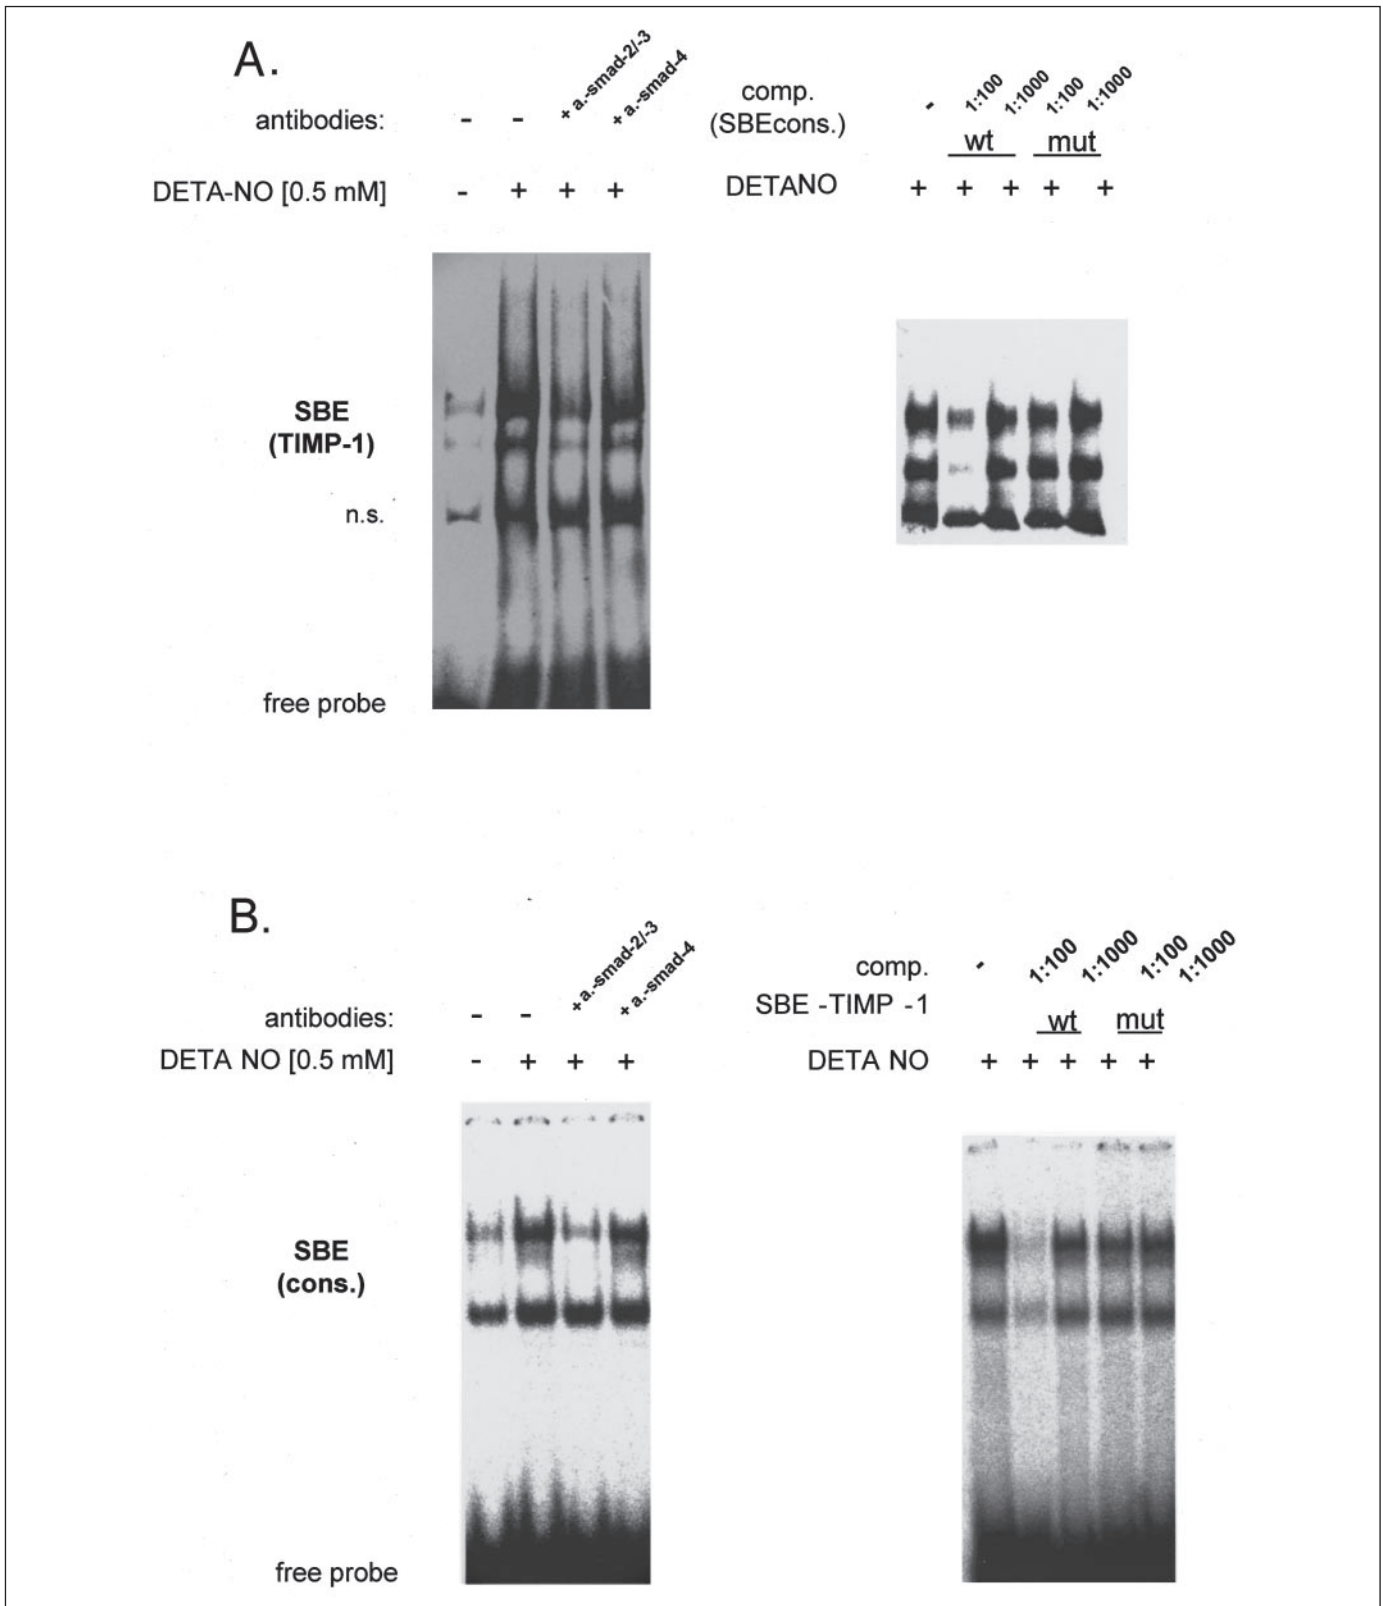 A.
+ a.-smad-2/-3
+ a.-smad-4
antibodies: - -
DETA-NO [0.5 mM] - + + +
SBE
(TIMP-1)
n.s.
free probe
comp.
(SBEcons.)
- 1:100 1:1000 1:100 1:1000
wt mut
DETANO + + + + +
B.
+ a.-smad-2/-3
+ a.-smad-4
antibodies: - -
DETA NO [0.5 mM] - + + +
SBE
(cons.)
free probe
comp. - 1:100 1:1000 1:100 1:1000
SBE -TIMP -1
wt mut
DETA NO + + + + +